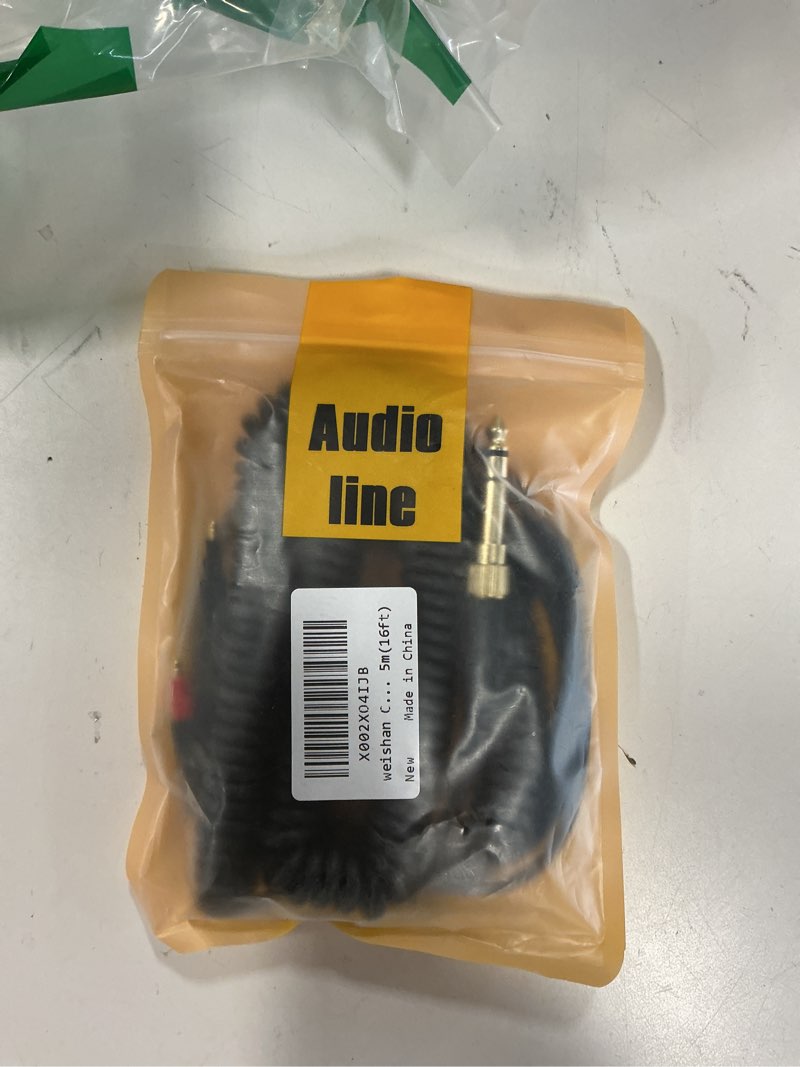 Audio
line
X002XO4IJB
weishan C... 5m(16ft)
New Made in China